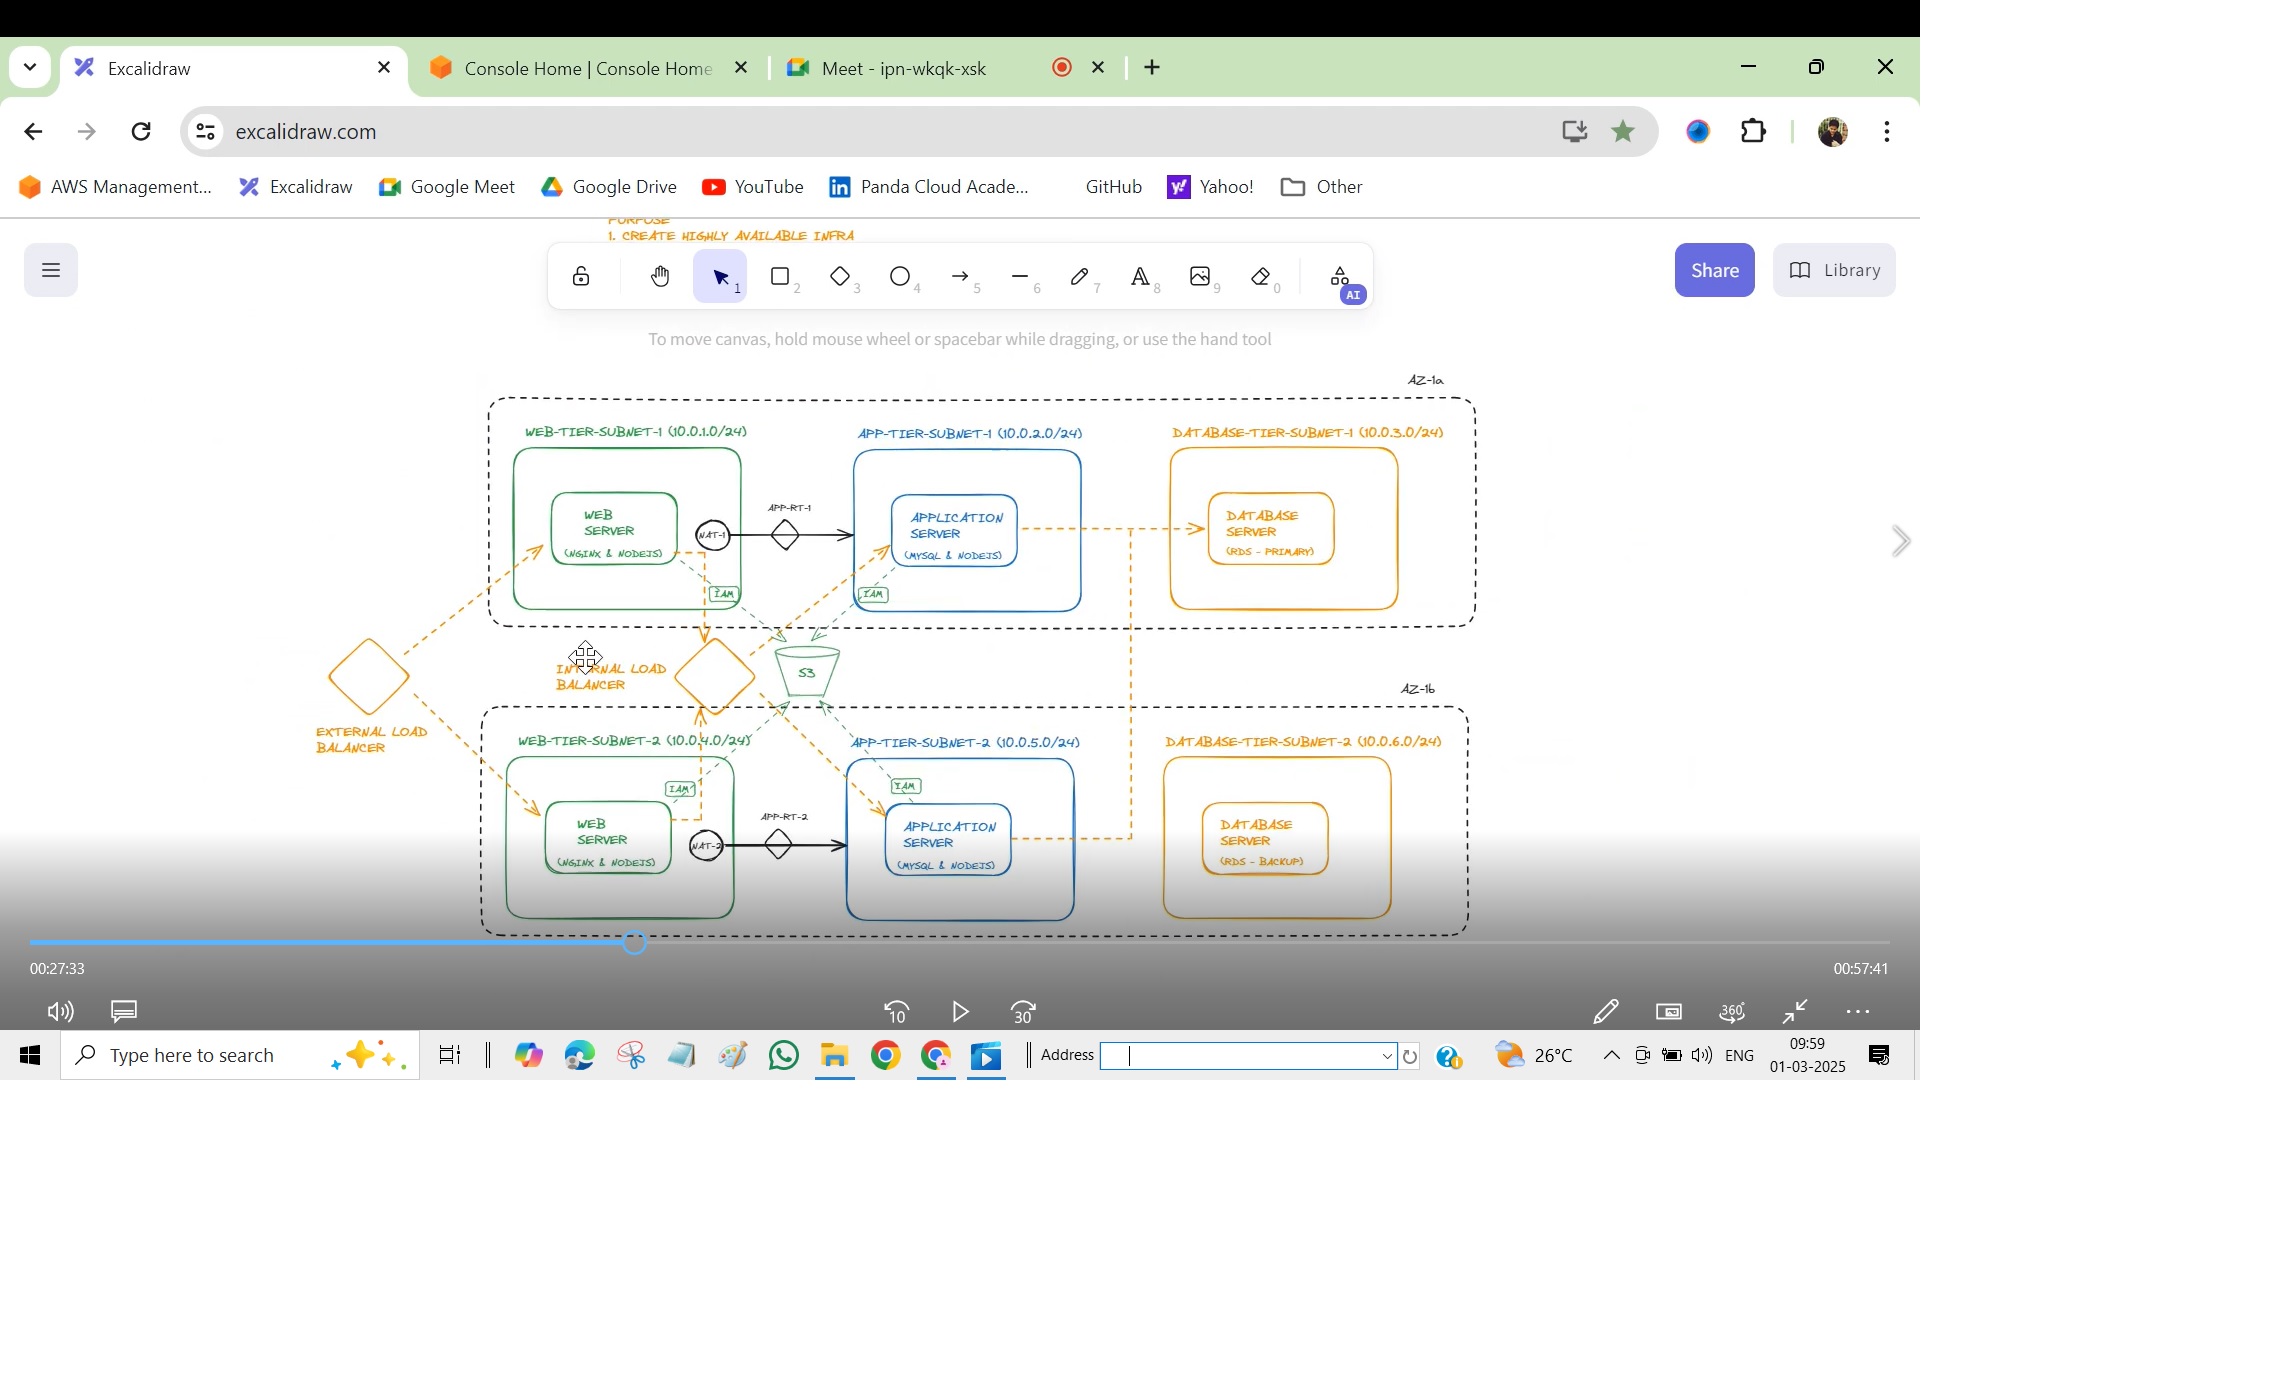 Excalidraw
Console Home | Console Home
Meet - ipn-wkqk-xsk
excalidraw.com
AWS Management...
Excalidraw
Google Meet
Google Drive
YouTube
Panda Cloud Acade...
GitHub
Yahoo!
Other
PURPOSE
1. CREATE HIGHLY AVAILABLE INFRA
1
2
3
4
5
6
7
8
9
0
AI
Share
Library
To move canvas, hold mouse wheel or spacebar while dragging, or use the hand tool
AZ-1a
WEB-TIER-SUBNET-1 (10.0.1.0/24)
APP-TIER-SUBNET-1 (10.0.2.0/24)
DATABASE-TIER-SUBNET-1 (10.0.3.0/24)
WEB
SERVER
(NGINX & NODEJS)
NAT-1
APP-RT-1
APPLICATION
SERVER
(MYSQL & NODEJS)
DATABASE
SERVER
(RDS - PRIMARY)
IAM
IAM
INTERNAL LOAD
BALANCER
S3
EXTERNAL LOAD
BALANCER
AZ-1b
WEB-TIER-SUBNET-2 (10.0.4.0/24)
APP-TIER-SUBNET-2 (10.0.5.0/24)
DATABASE-TIER-SUBNET-2 (10.0.6.0/24)
IAM
IAM
WEB
SERVER
(NGINX & NODEJS)
NAT-2
APP-RT-2
APPLICATION
SERVER
(MYSQL & NODEJS)
DATABASE
SERVER
(RDS - BACKUP)
00:27:33
00:57:41
10
30
360°
Type here to search
Address
26°C
ENG
09:59
01-03-2025